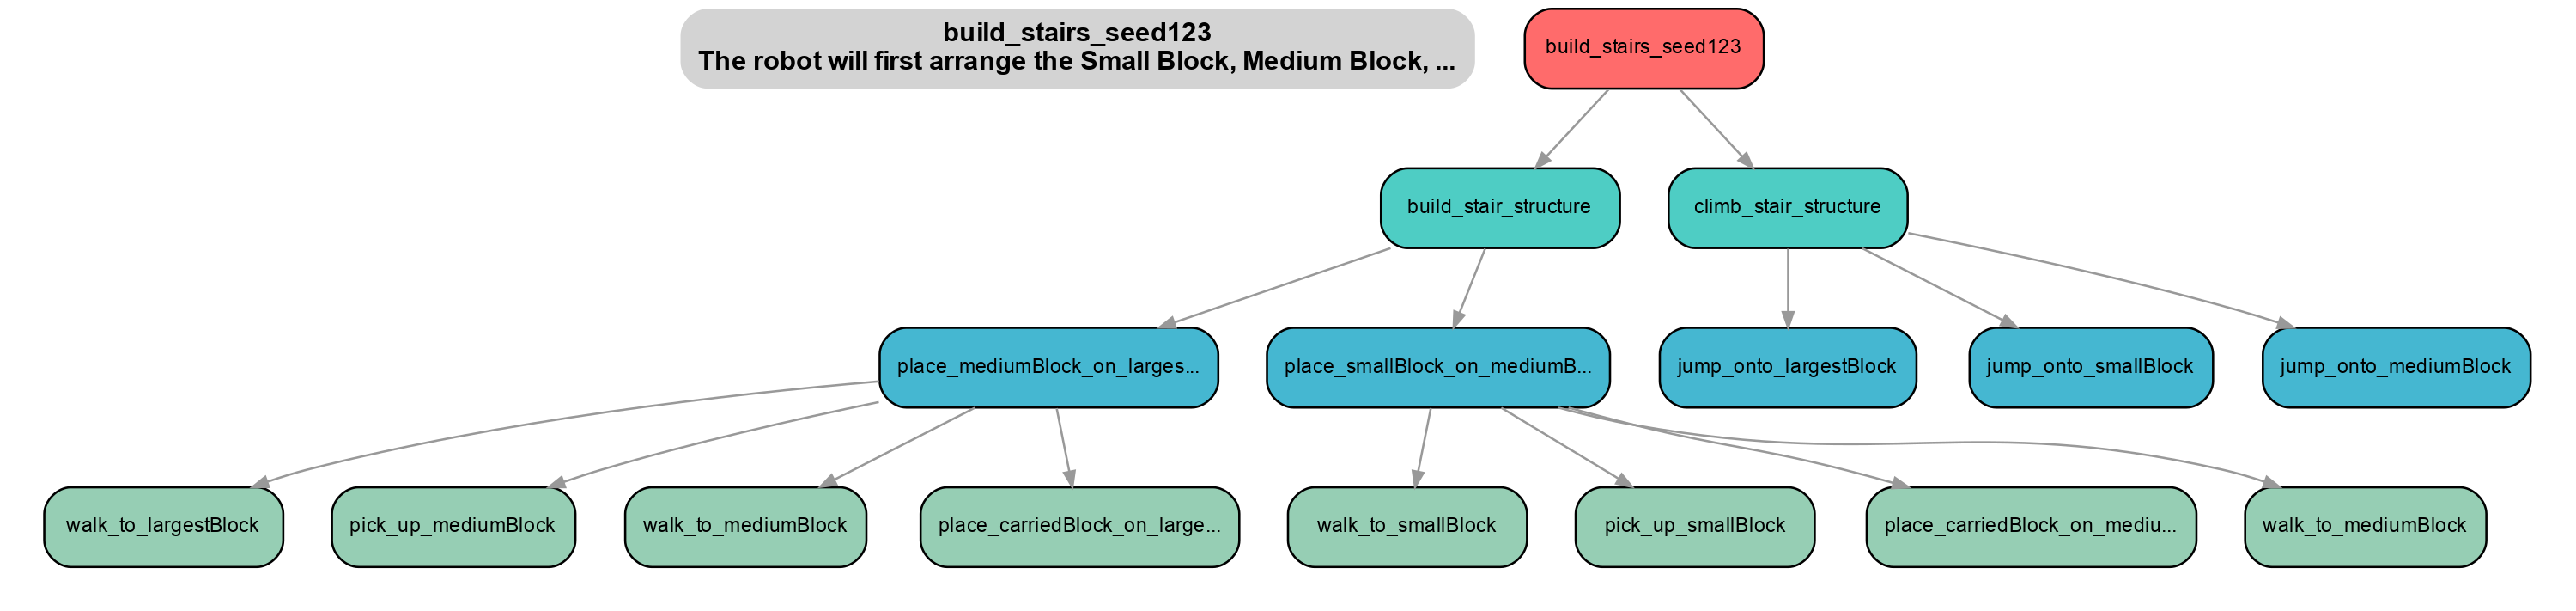 build_stairs_seed123
The robot will first arrange the Small Block, Medium Block, ...
build_stairs_seed123
build_stair_structure
climb_stair_structure
place_mediumBlock_on_larges...
place_smallBlock_on_mediumB...
jump_onto_largestBlock
jump_onto_smallBlock
jump_onto_mediumBlock
walk_to_largestBlock
pick_up_mediumBlock
walk_to_mediumBlock
place_carriedBlock_on_large...
walk_to_smallBlock
pick_up_smallBlock
place_carriedBlock_on_mediu...
walk_to_mediumBlock